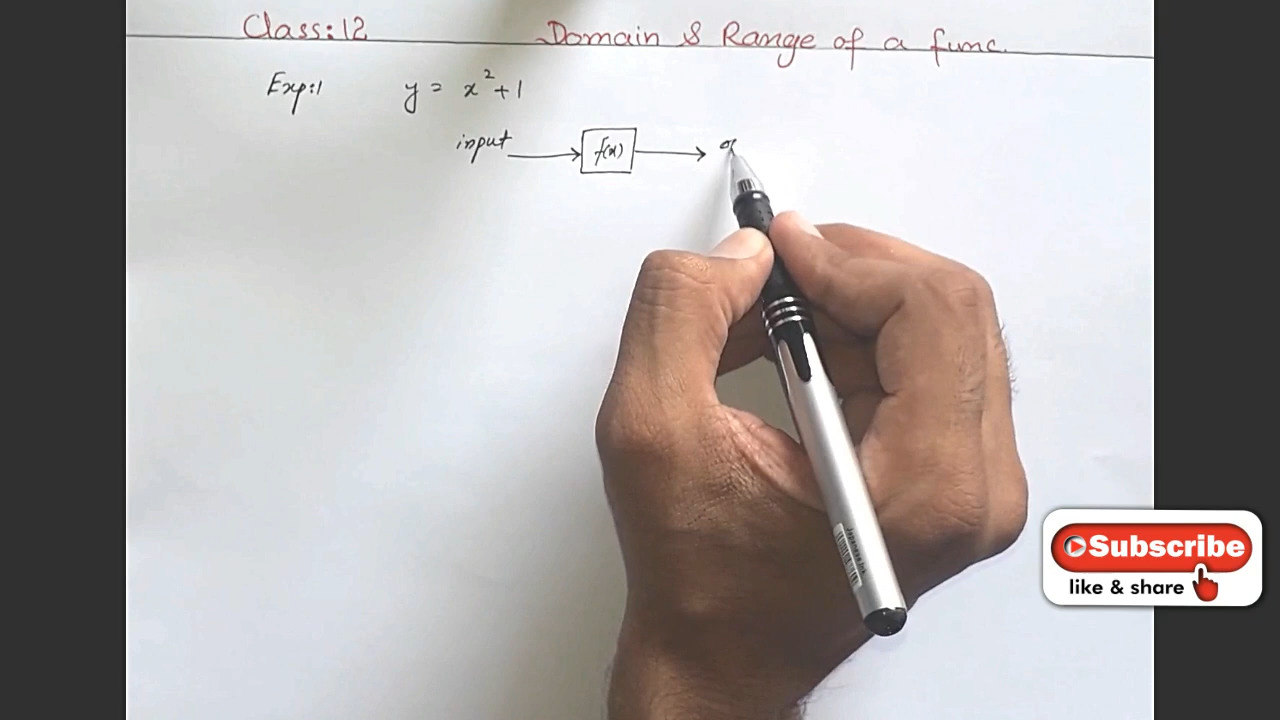 Class:12 Domain & Range of a func.
Exp:1 y = x²+1
input f(x)
Subscribe
like & share